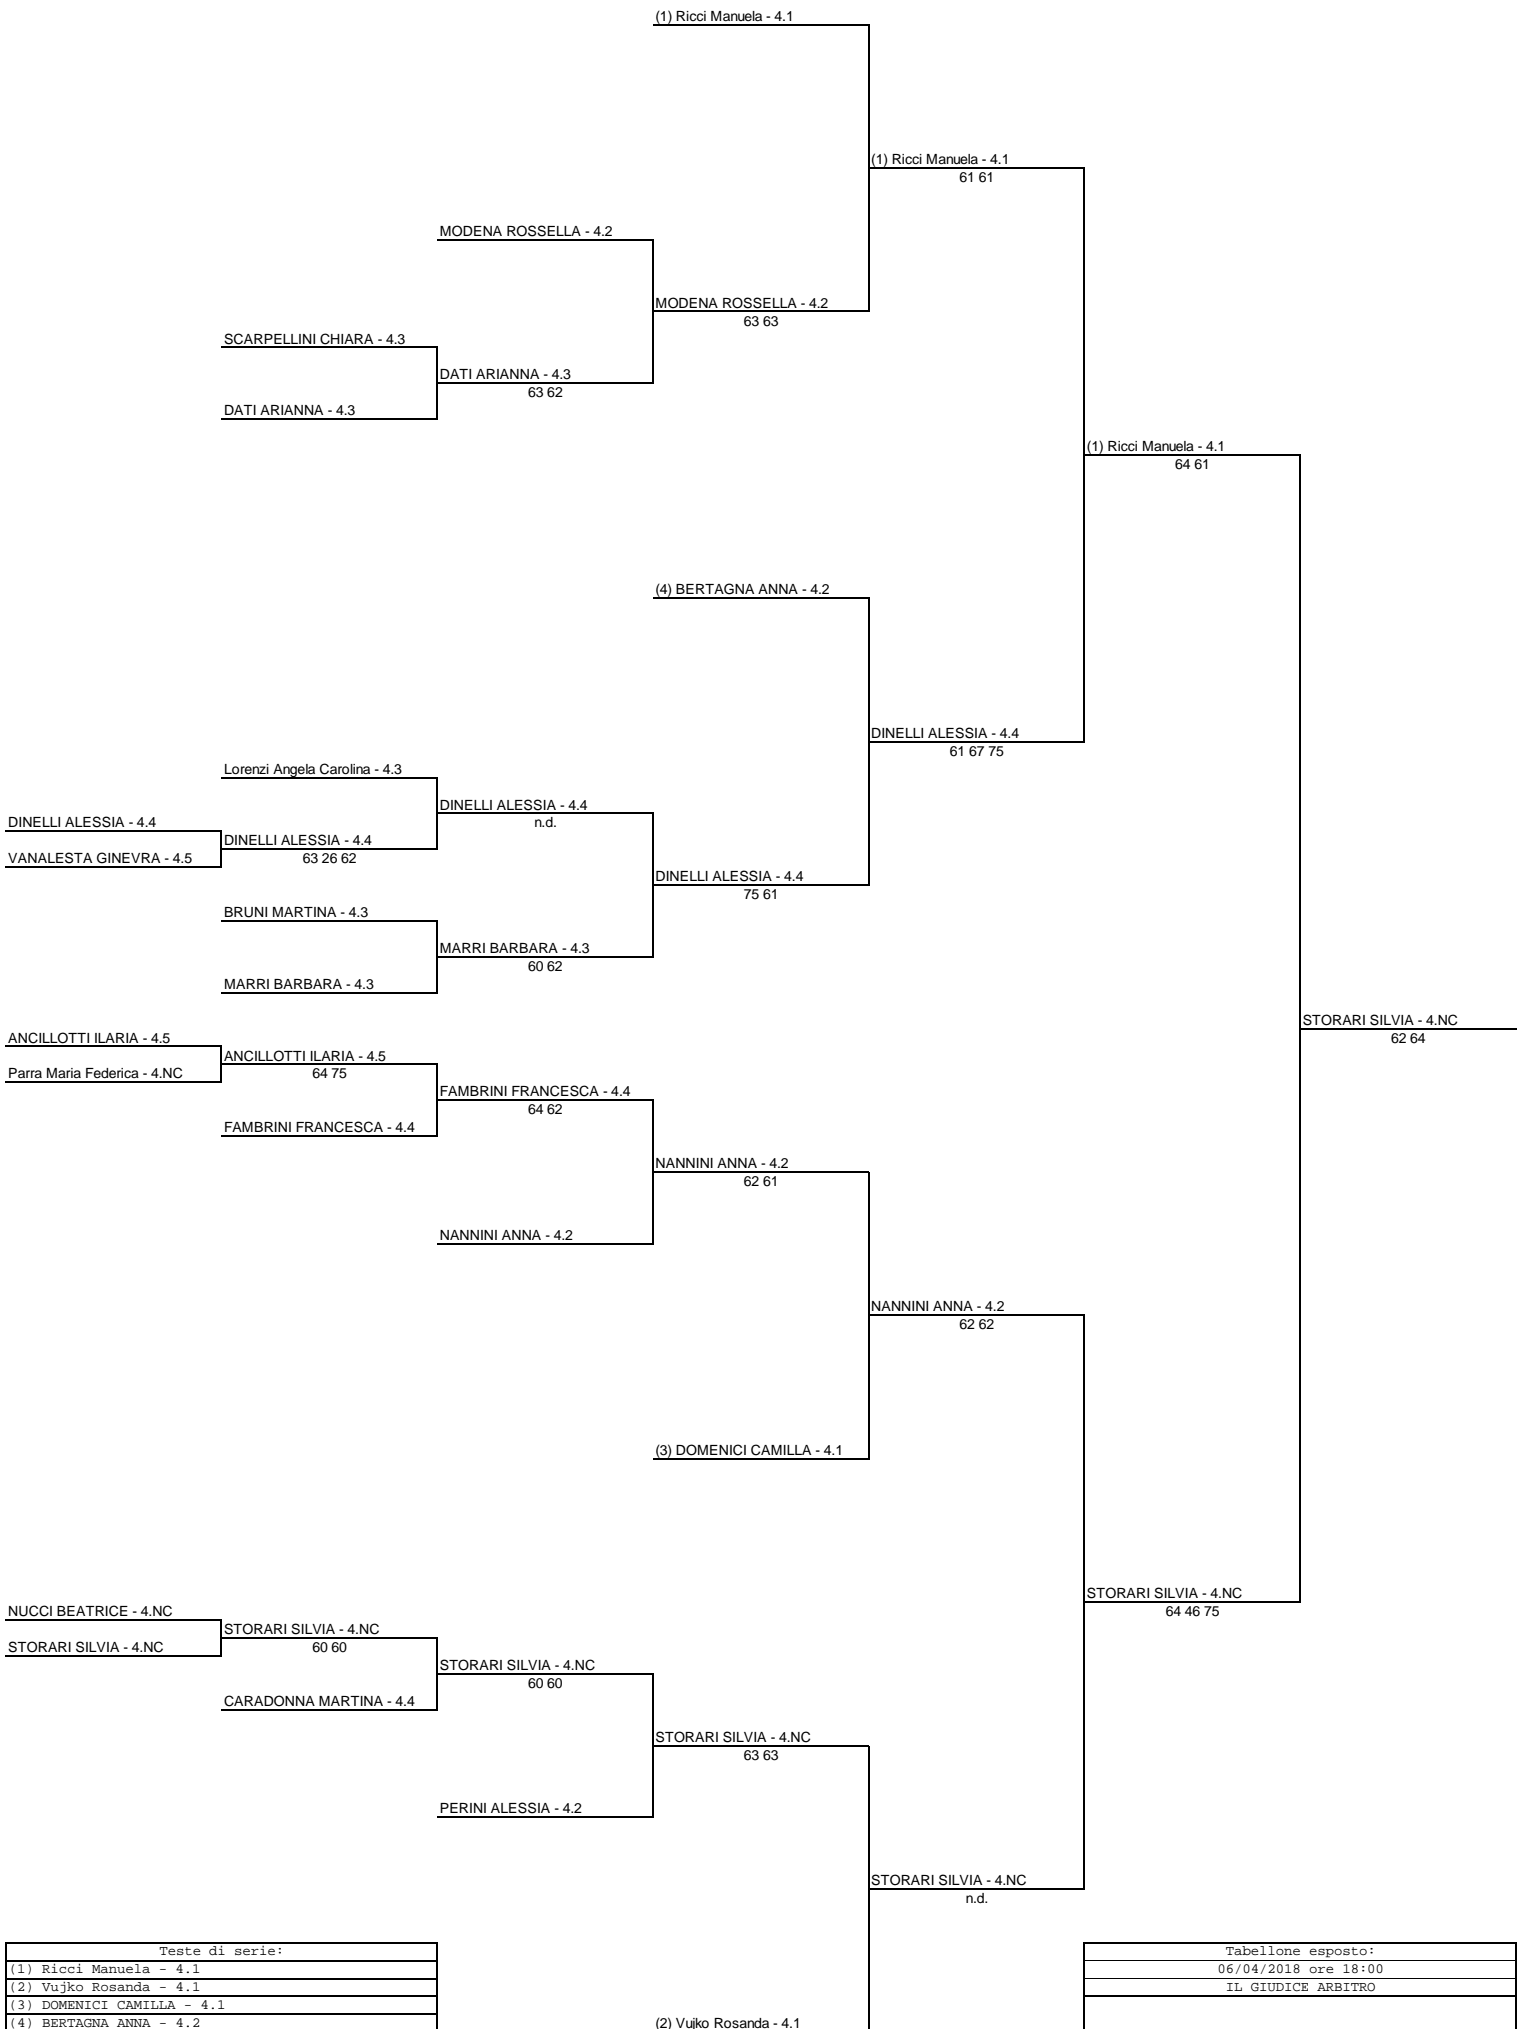 (1) Ricci Manuela - 4.1
(1) Ricci Manuela - 4.1
61 61
MODENA ROSSELLA - 4.2
MODENA ROSSELLA - 4.2
63 63
SCARPELLINI CHIARA - 4.3
DATI ARIANNA - 4.3
63 62
DATI ARIANNA - 4.3
(1) Ricci Manuela - 4.1
64 61
(4) BERTAGNA ANNA - 4.2
DINELLI ALESSIA - 4.4
61 67 75
Lorenzi Angela Carolina - 4.3
DINELLI ALESSIA - 4.4
n.d.
DINELLI ALESSIA - 4.4
DINELLI ALESSIA - 4.4
63 26 62
VANALESTA GINEVRA - 4.5
DINELLI ALESSIA - 4.4
75 61
BRUNI MARTINA - 4.3
MARRI BARBARA - 4.3
60 62
MARRI BARBARA - 4.3
STORARI SILVIA - 4.NC
62 64
ANCILLOTTI ILARIA - 4.5
ANCILLOTTI ILARIA - 4.5
64 75
Parra Maria Federica - 4.NC
FAMBRINI FRANCESCA - 4.4
64 62
FAMBRINI FRANCESCA - 4.4
NANNINI ANNA - 4.2
62 61
NANNINI ANNA - 4.2
NANNINI ANNA - 4.2
62 62
(3) DOMENICI CAMILLA - 4.1
STORARI SILVIA - 4.NC
64 46 75
NUCCI BEATRICE - 4.NC
STORARI SILVIA - 4.NC
60 60
STORARI SILVIA - 4.NC
STORARI SILVIA - 4.NC
60 60
CARADONNA MARTINA - 4.4
STORARI SILVIA - 4.NC
63 63
PERINI ALESSIA - 4.2
STORARI SILVIA - 4.NC
n.d.
Teste di serie:
(1) Ricci Manuela - 4.1
(2) Vujko Rosanda - 4.1
(3) DOMENICI CAMILLA - 4.1
(4) BERTAGNA ANNA - 4.2
(2) Vujko Rosanda - 4.1
Tabellone esposto:
06/04/2018 ore 18:00
IL GIUDICE ARBITRO